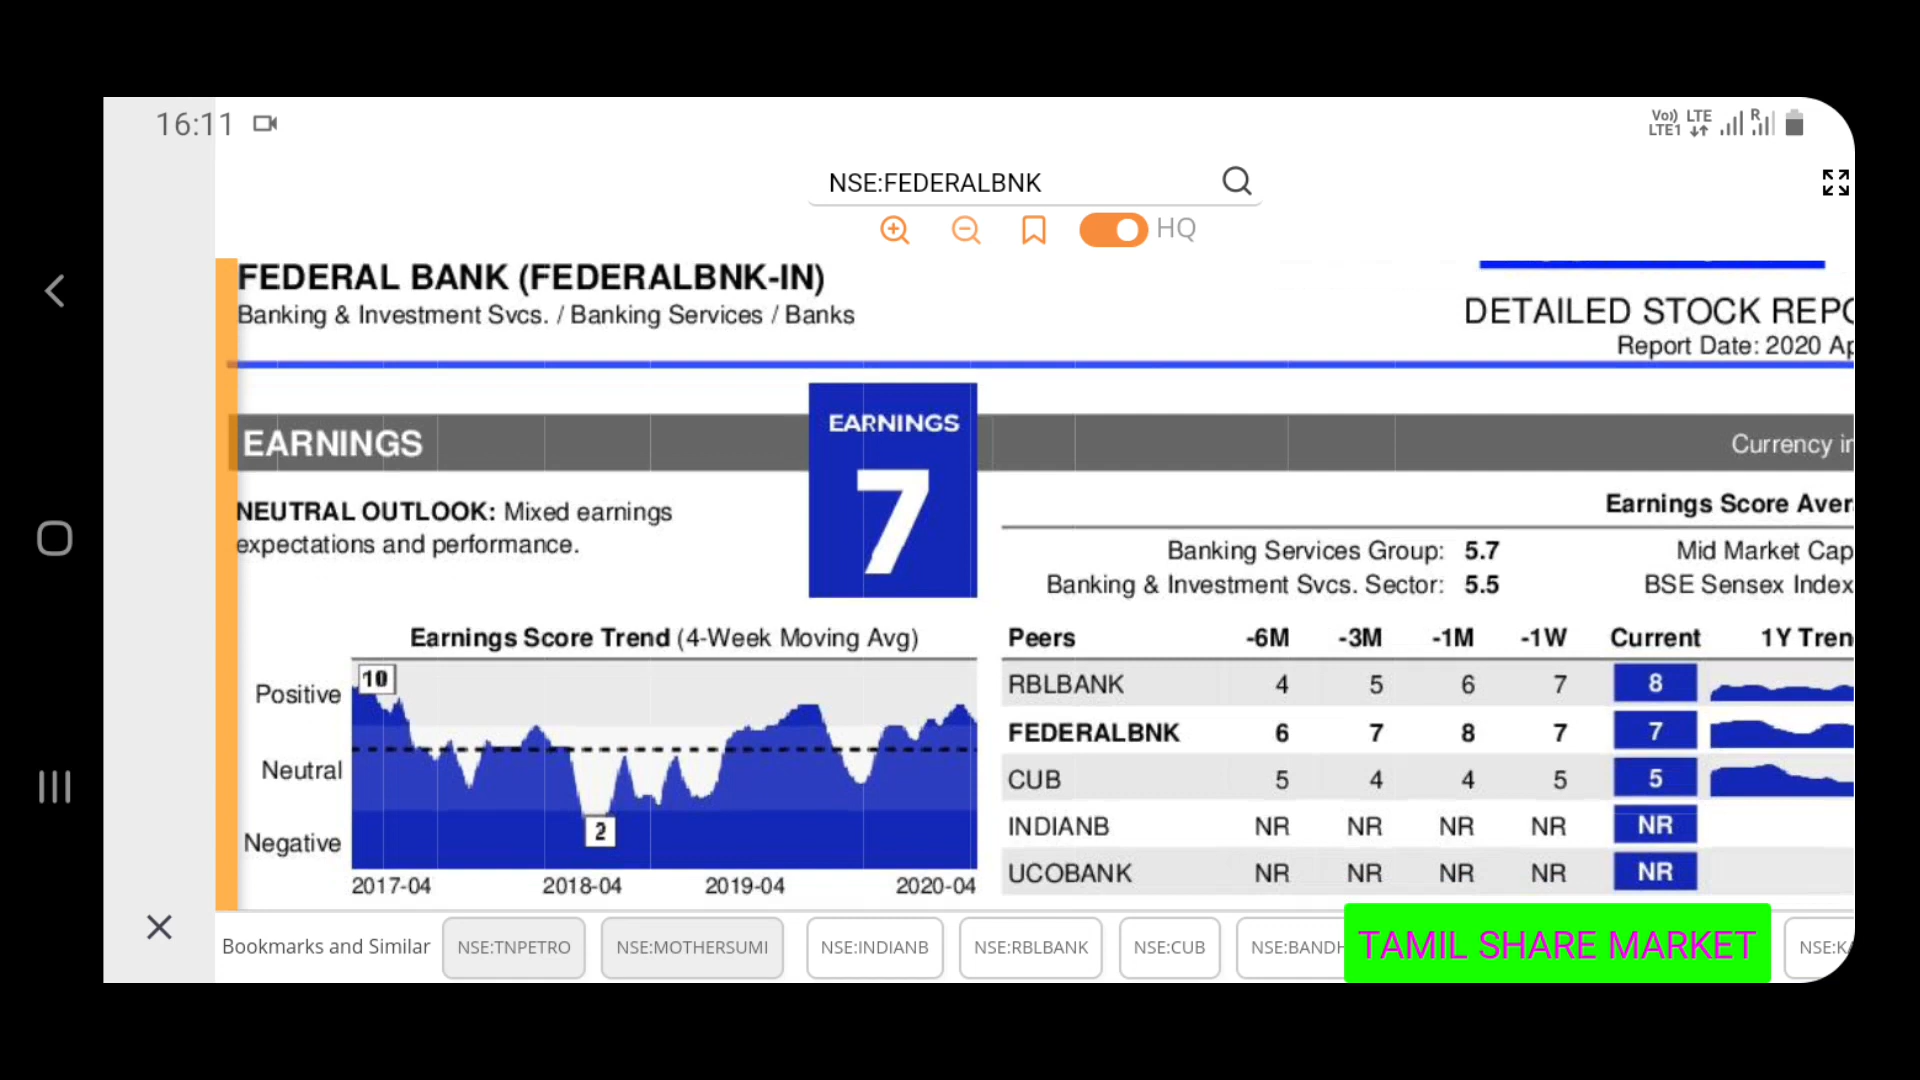 16:11
Vo)) LTE
LTE1
R
NSE:FEDERALBNK
HQ
FEDERAL BANK (FEDERALBNK-IN)
Banking & Investment Svcs. / Banking Services / Banks
DETAILED STOCK REPO
Report Date: 2020 Ap
EARNINGS
EARNINGS
7
Currency in
NEUTRAL OUTLOOK: Mixed earnings
expectations and performance.
Earnings Score Aver
Banking Services Group: 5.7 Mid Market Cap
Banking & Investment Svcs. Sector: 5.5 BSE Sensex Index
Earnings Score Trend (4-Week Moving Avg)
10
Positive
Neutral
2
Negative
2017-04 2018-04 2019-04 2020-04
Peers -6M -3M -1M -1W Current 1Y Tren
RBLBANK 4 5 6 7 8
FEDERALBNK 6 7 8 7 7
CUB 5 4 4 5 5
INDIANB NR NR NR NR NR
UCOBANK NR NR NR NR NR
Bookmarks and Similar NSE:TNPETRO NSE:MOTHERSUMI NSE:INDIANB NSE:RBLBANK NSE:CUB NSE:BANDH TAMIL SHARE MARKET NSE:KA